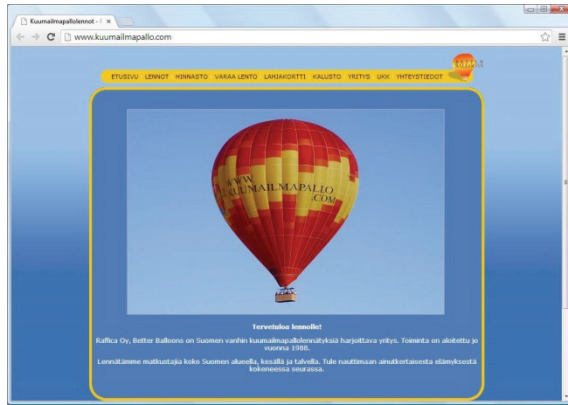 Kuumailmapallolennot -
www.kuumailmapallo.com
ETUSIVU LENNOT HINNASTO VARAA LENTO LAHJAKORTTI KALUSTO YRITYS UKK YHTEYSTIEDOT
WWW
KUUMAILMAPALLO
.COM
Tervetuloa lennolle!
Raffica Oy, Better Balloons on Suomen vanhin kuumailmapallolennätyksiä harjoittava yritys. Toiminta on aloitettu jo
vuonna 1988.
Lennätämme matkustajia koko Suomen alueella, kesällä ja talvella. Tule nauttimaan ainutkertaisesta elämyksestä
kokeneessa seurassa.